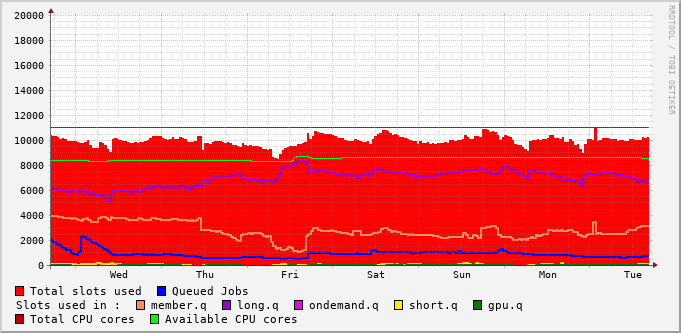 20000
18000
16000
14000
12000
10000
8000
6000
4000
2000
0
Wed Thu Fri Sat Sun Mon Tue
RRDTOOL / TOBI OETIKER
Total slots used Queued Jobs
Slots used in : member.q long.q ondemand.q short.q gpu.q
Total CPU cores Available CPU cores